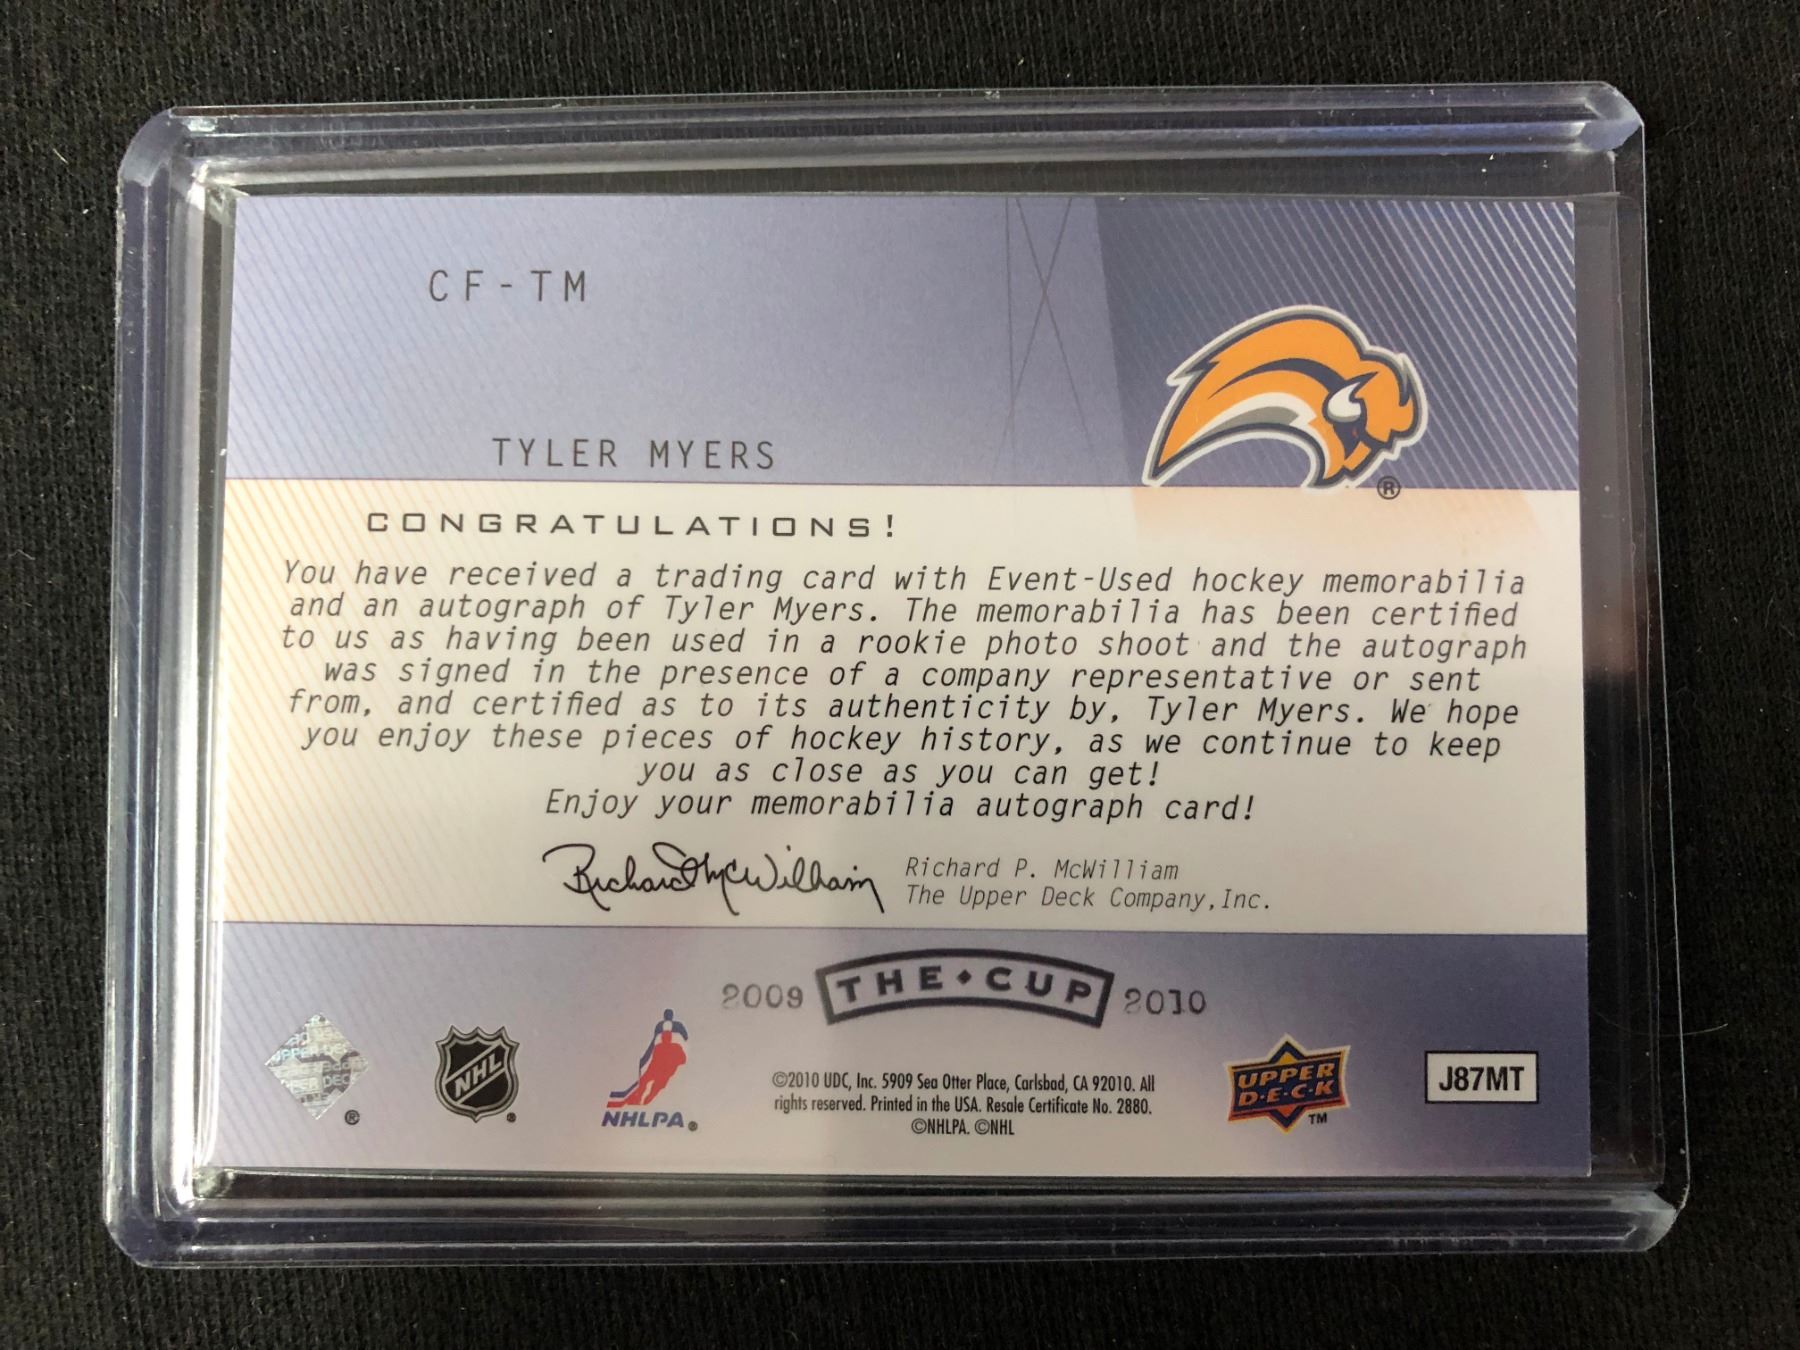 CF-TM
TYLER MYERS
®
CONGRATULATIONS!
You have received a trading card with Event-Used hockey memorabilia
and an autograph of Tyler Myers. The memorabilia has been certified
to us as having been used in a rookie photo shoot and the autograph
was signed in the presence of a company representative or sent
from, and certified as to its authenticity by, Tyler Myers. We hope
you enjoy these pieces of hockey history, as we continue to keep
you as close as you can get!
Enjoy your memorabilia autograph card!
Richard McWilliam
Richard P. McWilliam
The Upper Deck Company, Inc.
2009 THE CUP 2010
UPPER DECK
®
NHL
®
NHLPA®
©2010 UDC, Inc. 5909 Sea Otter Place, Carlsbad, CA 92010. All
rights reserved. Printed in the USA. Resale Certificate No. 2880.
©NHLPA. ©NHL
UPPER
D·E·C·K
TM
J87MT